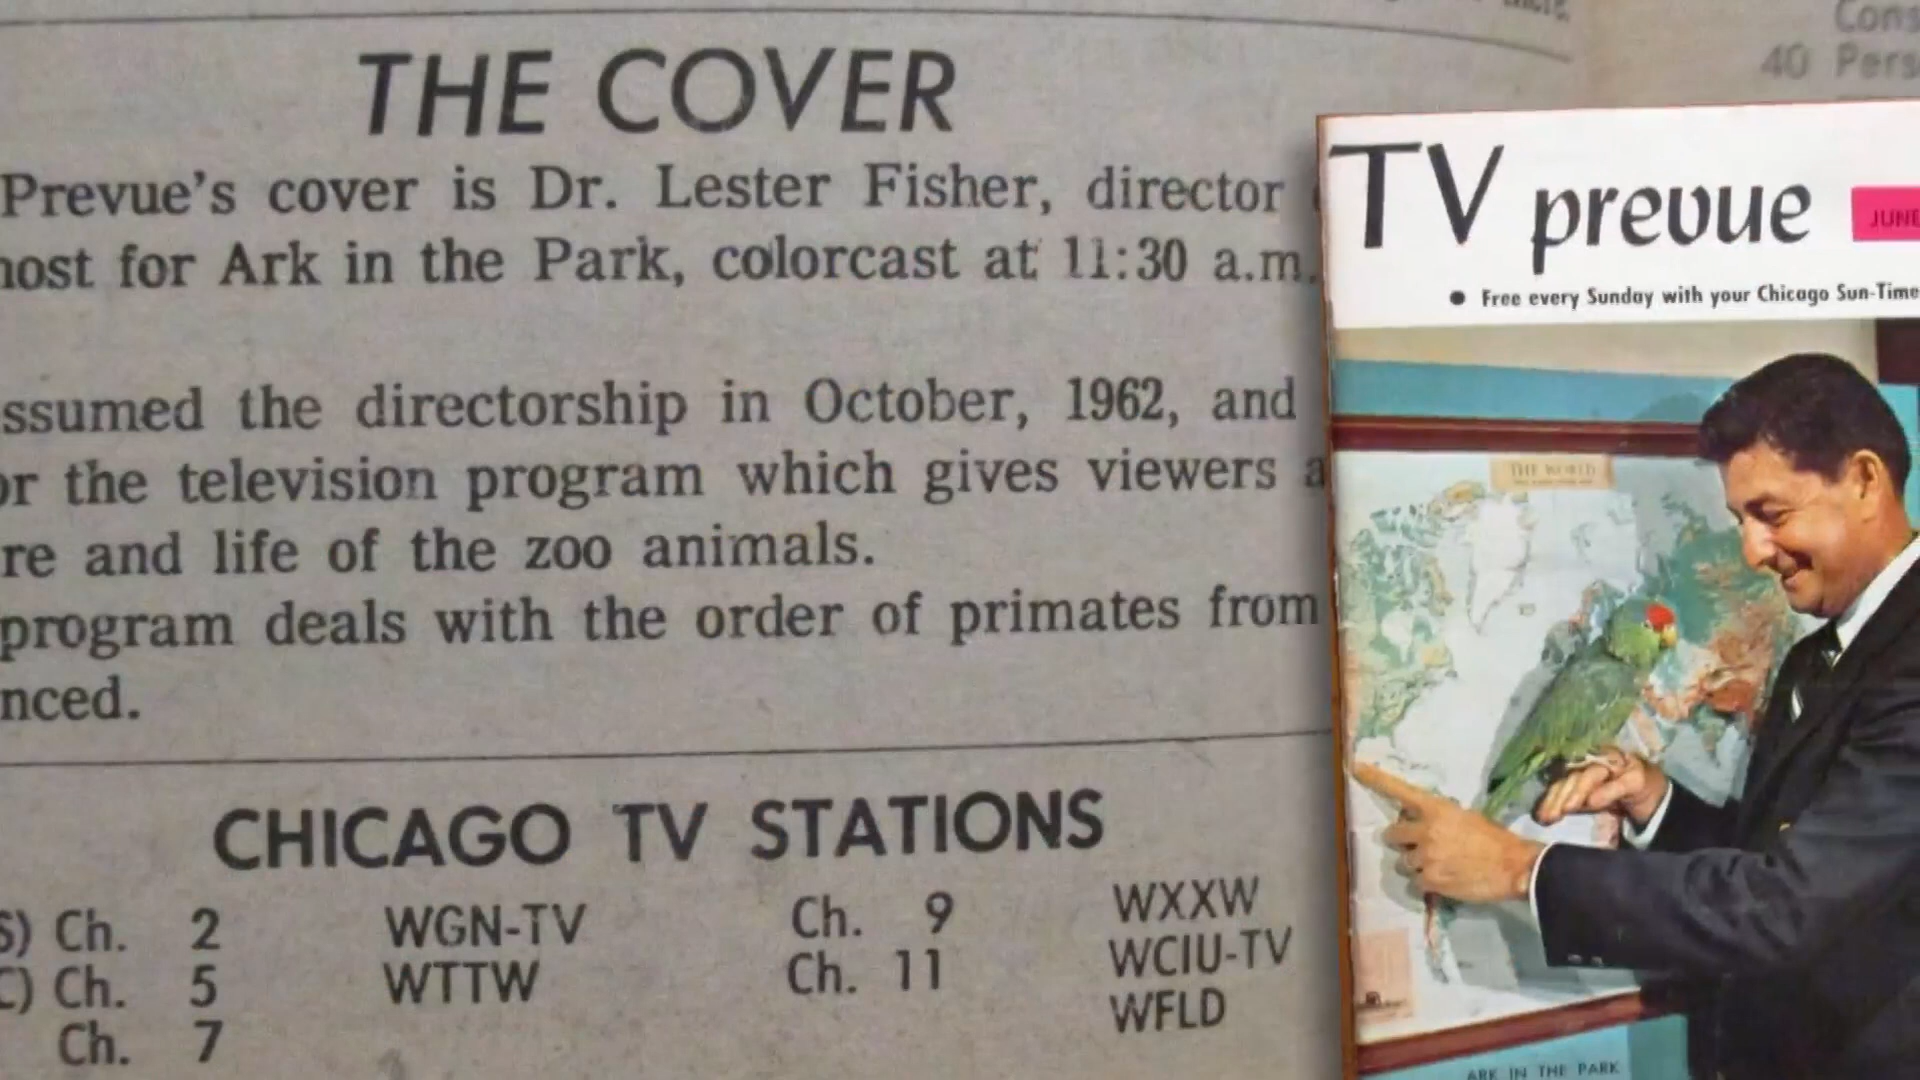 Cons
40 Pers
THE COVER
Prevue's cover is Dr. Lester Fisher, director
host for Ark in the Park, colorcast at 11:30 a.m.
ssumed the directorship in October, 1962, and
or the television program which gives viewers a
re and life of the zoo animals.
program deals with the order of primates from
nced.
CHICAGO TV STATIONS
S) Ch. 2 WGN-TV Ch. 9 WXXW
C) Ch. 5 WTTW Ch. 11 WCIU-TV
Ch. 7 WFLD
TV prevue
JUNE
• Free every Sunday with your Chicago Sun-Time
THE WORLD
ARK IN THE PARK